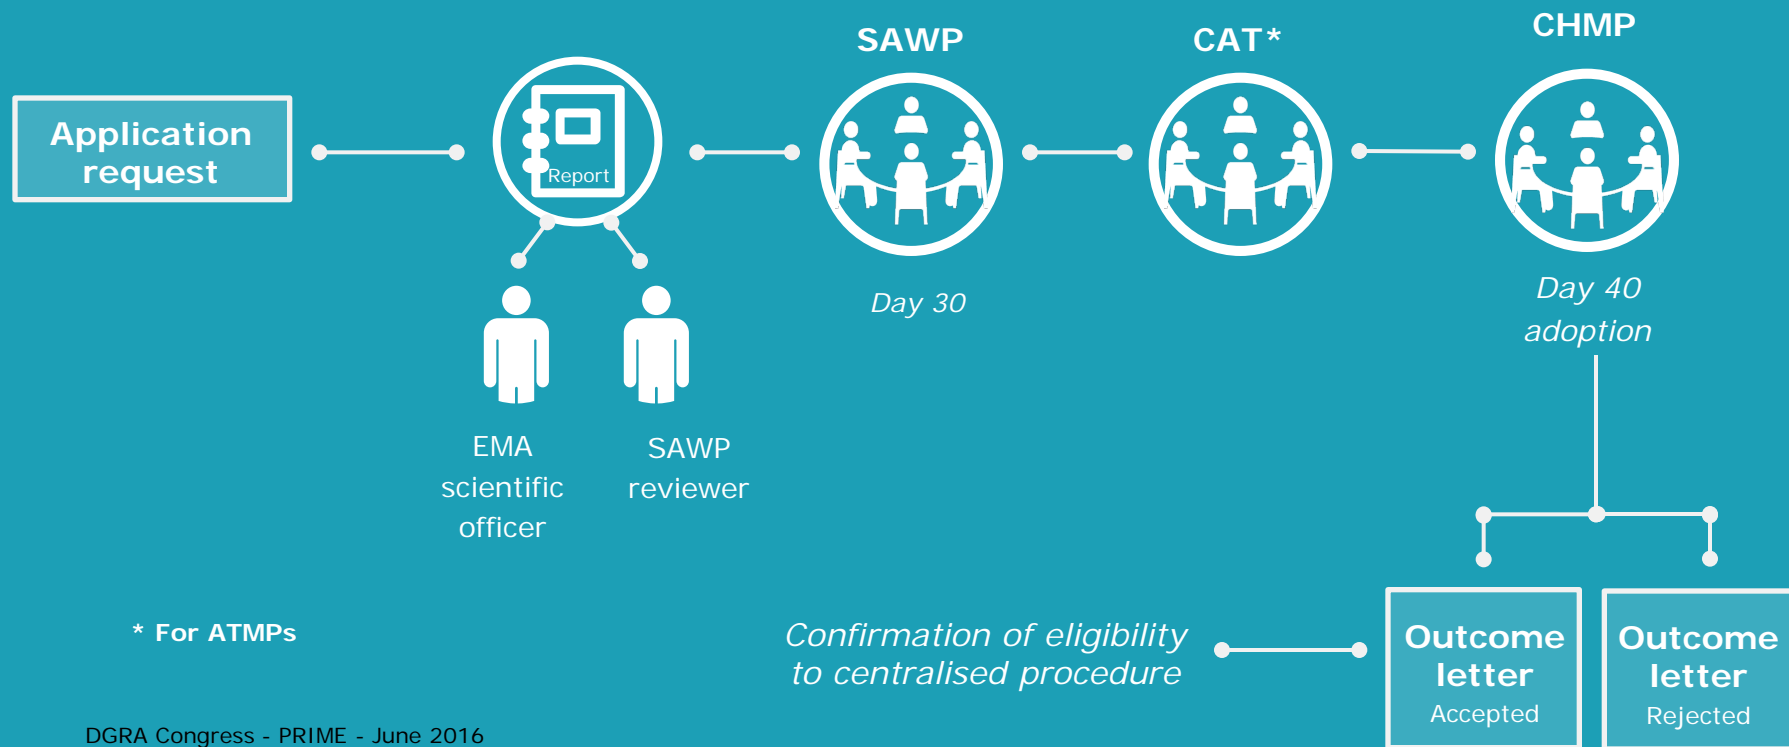 Application
request
Report
EMA
scientific
officer
SAWP
reviewer
SAWP
Day 30
CAT*
CHMP
Day 40
adoption
Outcome
letter
Accepted
Outcome
letter
Rejected
Confirmation of eligibility
to centralised procedure
* For ATMPs
DGRA Congress - PRIME - June 2016